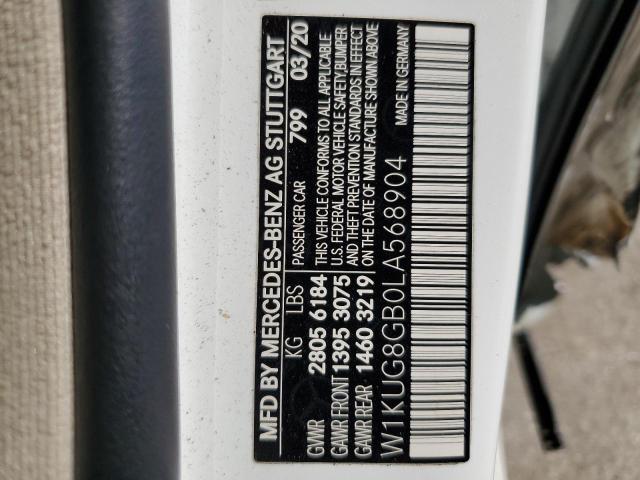 MFD BY MERCEDES-BENZ AG STUTTGART
KG LBS PASSENGER CAR 799 03/20
GVWR 2805 6184 THIS VEHICLE CONFORMS TO ALL APPLICABLE
U.S. FEDERAL MOTOR VEHICLE SAFETY,BUMPER
GAWR FRONT 1395 3075 AND THEFT PREVENTION STANDARDS IN EFFECT
GAWR REAR 1460 3219 ON THE DATE OF MANUFACTURE SHOWN ABOVE
W1KUG8GB0LA568904 GERMANY